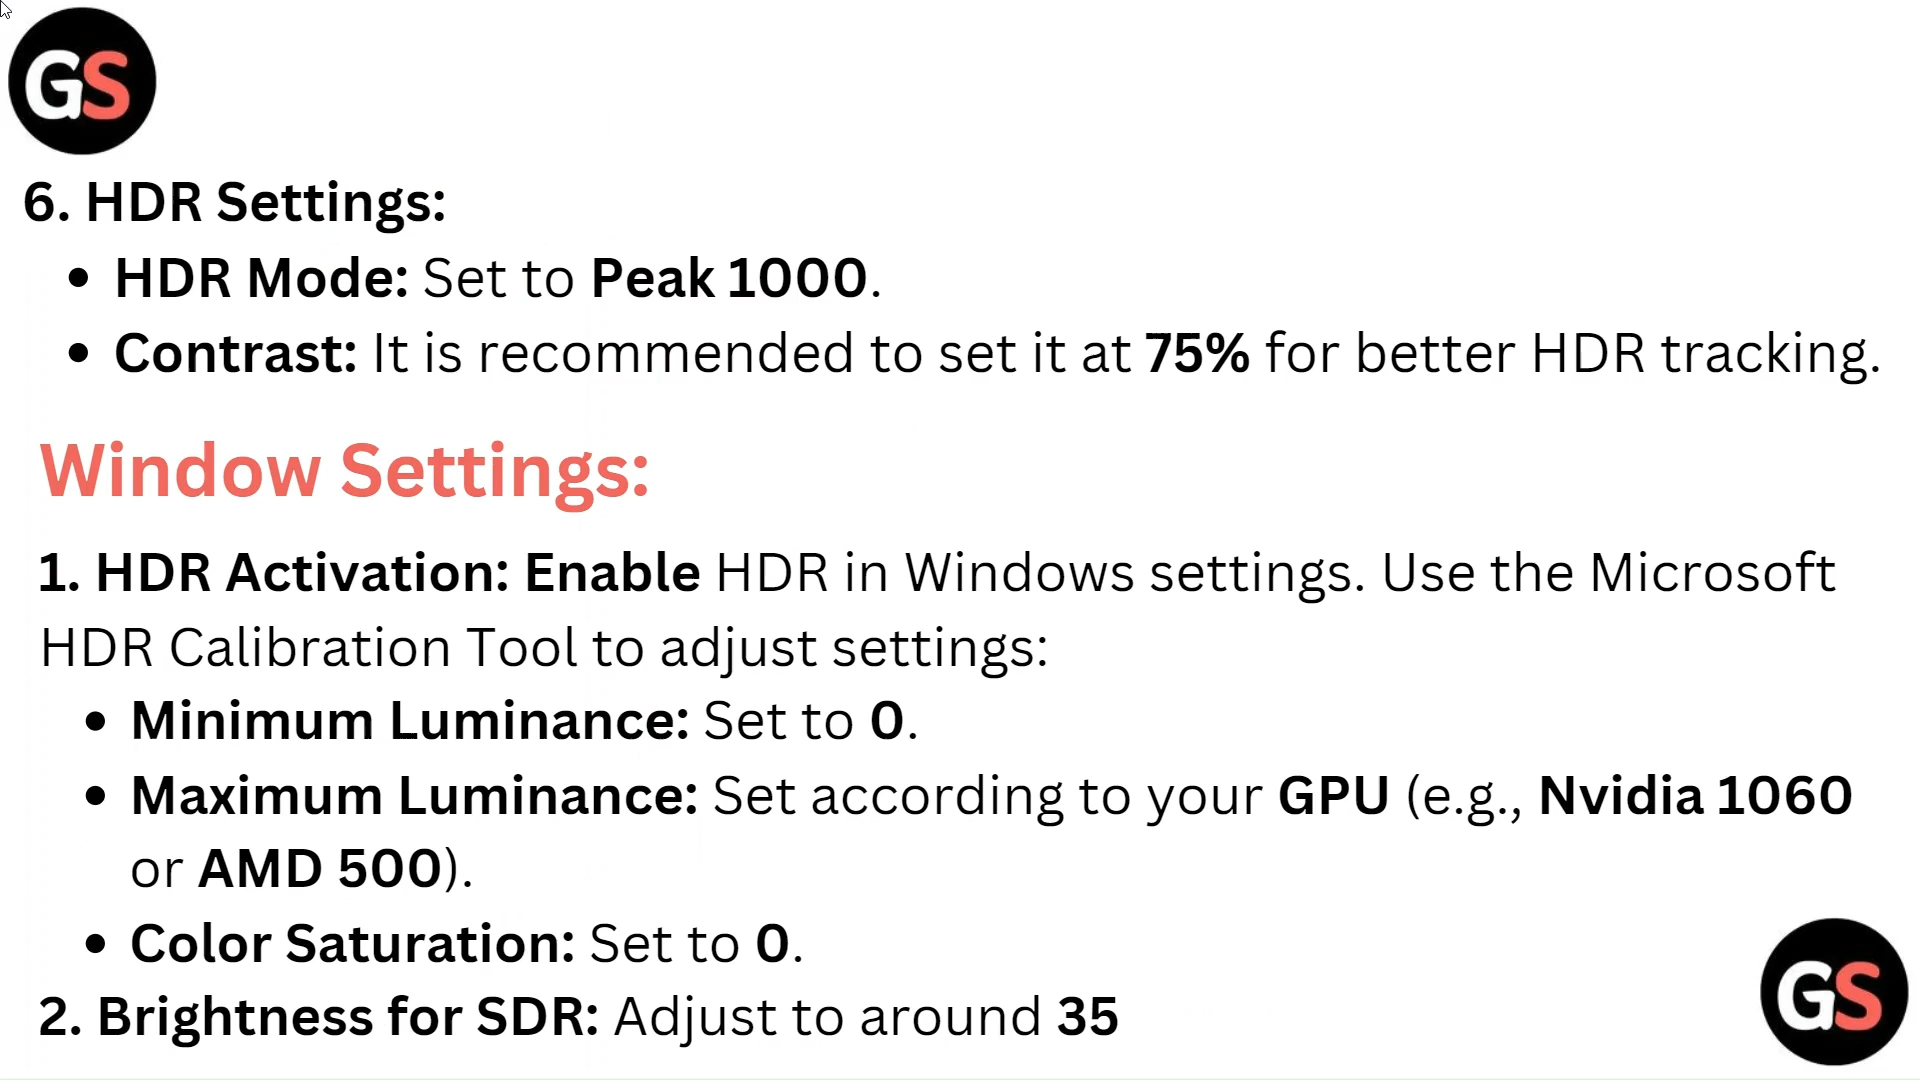 GS
6. HDR Settings:
• HDR Mode: Set to Peak 1000.
• Contrast: It is recommended to set it at 75% for better HDR tracking.
Window Settings:
1. HDR Activation: Enable HDR in Windows settings. Use the Microsoft
HDR Calibration Tool to adjust settings:
• Minimum Luminance: Set to 0.
• Maximum Luminance: Set according to your GPU (e.g., Nvidia 1060
or AMD 500).
• Color Saturation: Set to 0.
2. Brightness for SDR: Adjust to around 35
GS